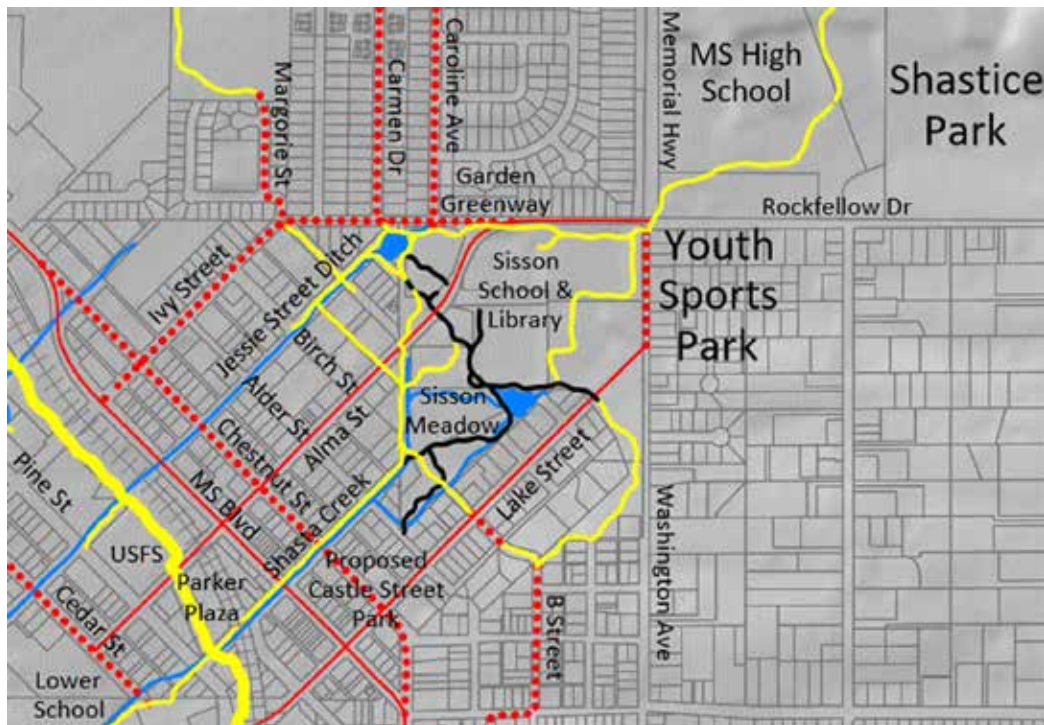 MS High
School
Shastice
Park
Memorial Hwy
Caroline Ave
Carmen Dr
Margorie St
Garden
Greenway
Rockfellow Dr
Youth
Sports
Park
Sisson
School &
Library
Ivy Street
Jessie Street Ditch
Birch St
Alder St
Alma St
Chestnut St
Sisson
Meadow
MS Blvd
Pine St
Lake Street
Shasta Creek
Washington Ave
USFS
Parker
Plaza
Proposed
Castle Street
Park
B Street
Cedar St
Lower
School